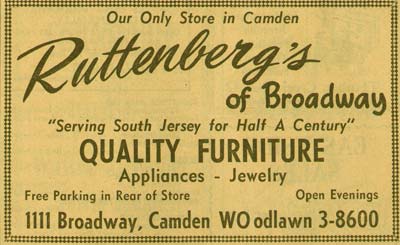 Our Only Store in Camden
Ruttenberg's
of Broadway
"Serving South Jersey for Half A Century"
QUALITY FURNITURE
Appliances - Jewelry
Free Parking in Rear of Store Open Evenings
1111 Broadway, Camden WO odlawn 3-8600